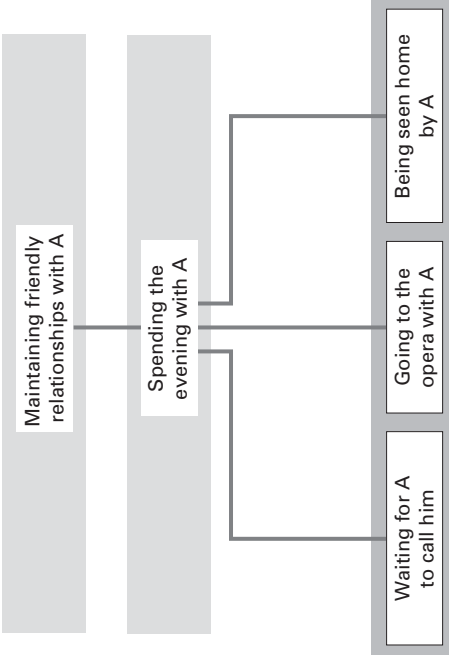 Maintaining friendly
relationships with A
Spending the
evening with A
Waiting for A
to call him
Going to the
opera with A
Being seen home
by A